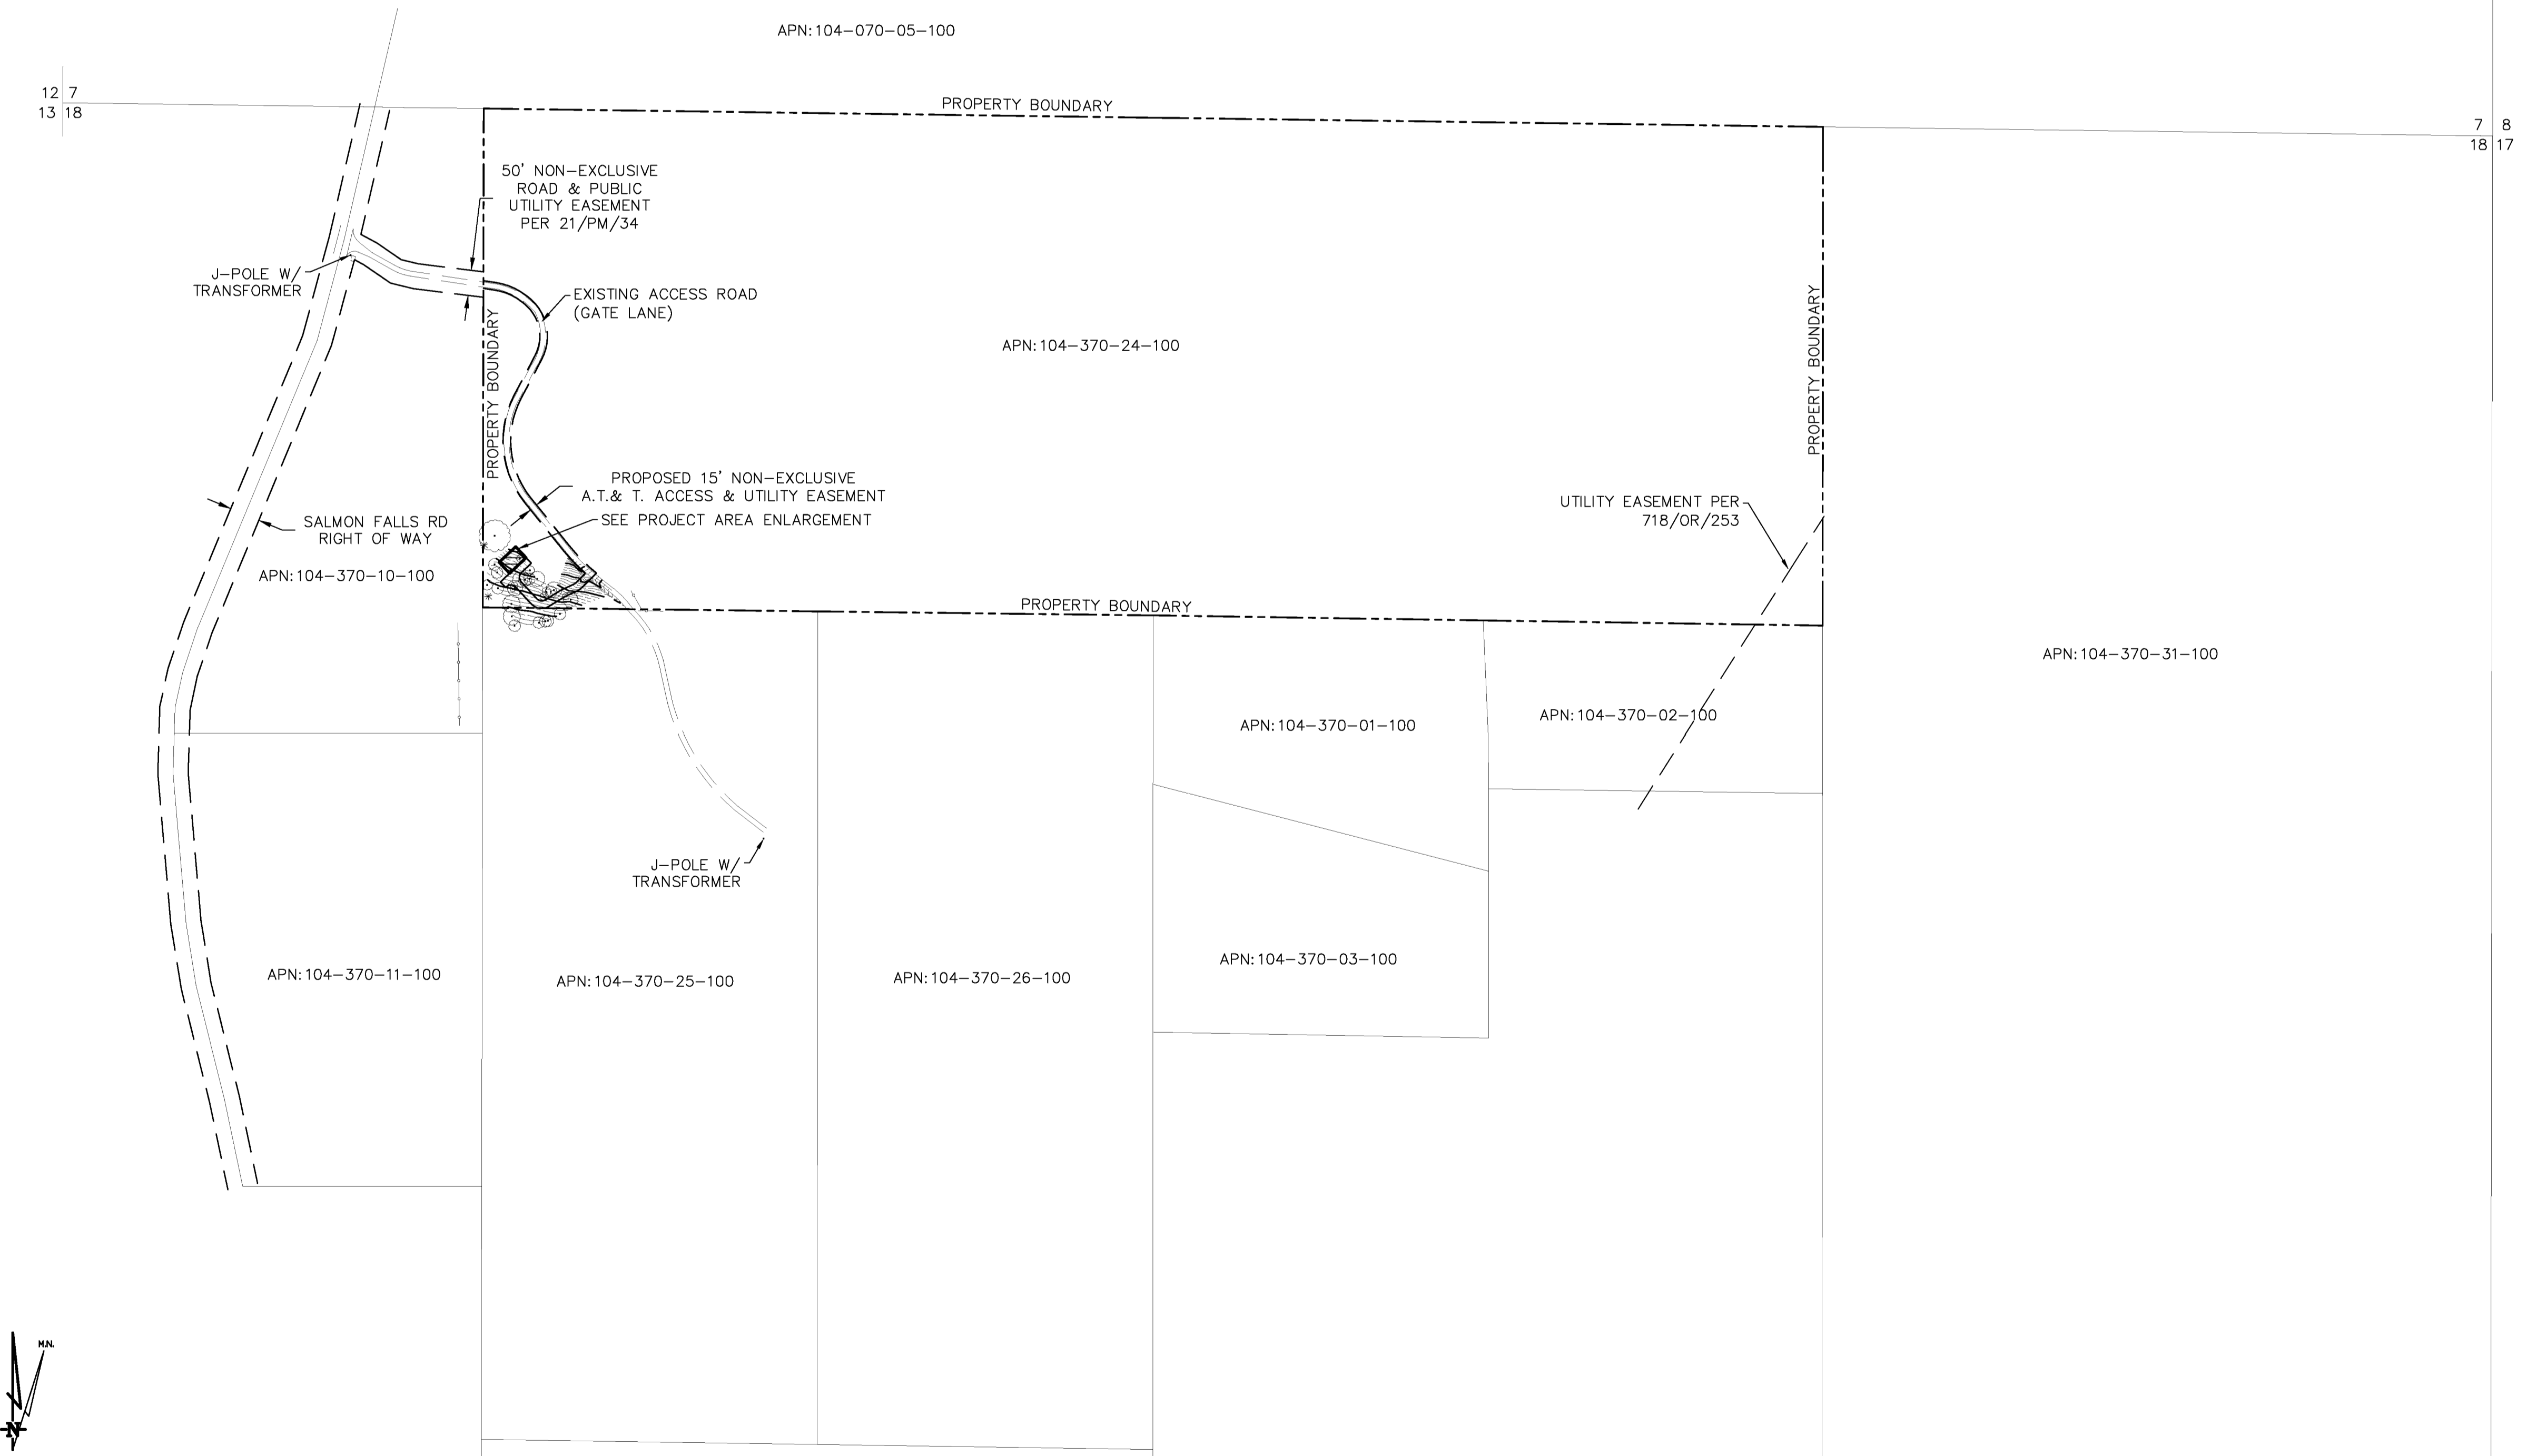 APN:104-070-05-100
12 7
13 18
PROPERTY BOUNDARY
7 8
18 17
50' NON-EXCLUSIVE
ROAD & PUBLIC
UTILITY EASEMENT
PER 21/PM/34
J-POLE W/
TRANSFORMER
EXISTING ACCESS ROAD
(GATE LANE)
PROPERTY BOUNDARY
APN:104-370-24-100
PROPERTY BOUNDARY
PROPOSED 15' NON-EXCLUSIVE
A.T.& T. ACCESS & UTILITY EASEMENT
SEE PROJECT AREA ENLARGEMENT
UTILITY EASEMENT PER
718/OR/253
SALMON FALLS RD
RIGHT OF WAY
APN:104-370-10-100
PROPERTY BOUNDARY
APN:104-370-31-100
APN:104-370-01-100
APN:104-370-02-100
J-POLE W/
TRANSFORMER
APN:104-370-11-100
APN:104-370-25-100
APN:104-370-26-100
APN:104-370-03-100
M.N.
N